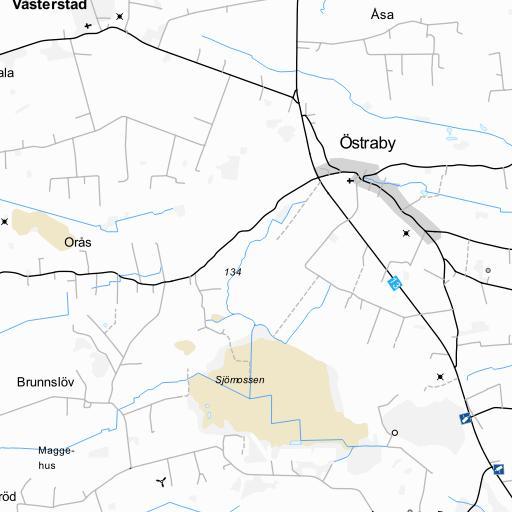 Västerstad
Åsa
ala
Östraby
Orås
134
Sjömossen
Brunnslöv
Magge-
hus
röd